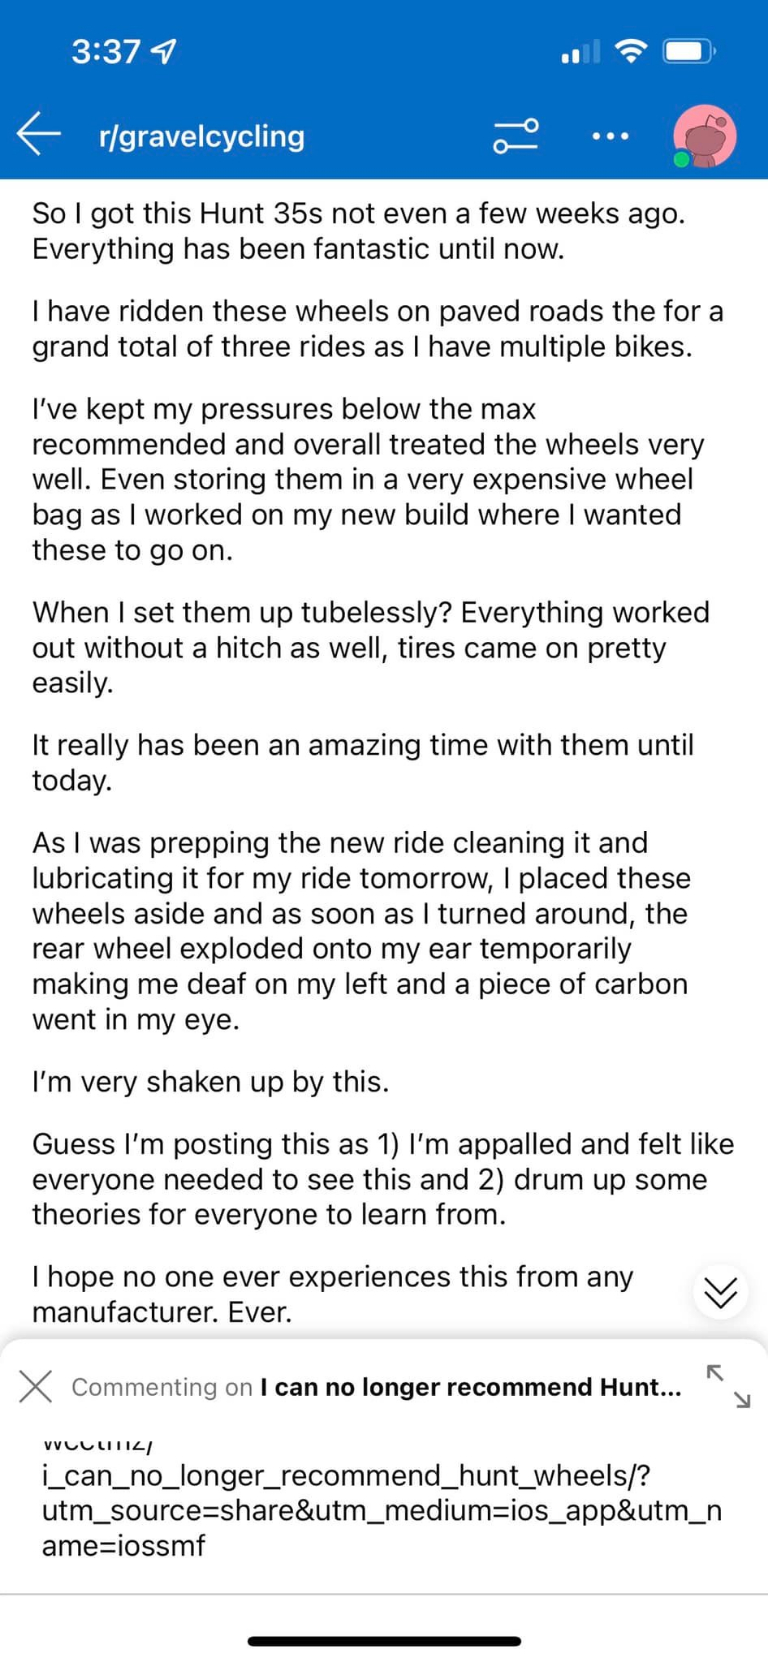 3:37
r/gravelcycling
So I got this Hunt 35s not even a few weeks ago.
Everything has been fantastic until now.
I have ridden these wheels on paved roads the for a
grand total of three rides as I have multiple bikes.
I've kept my pressures below the max
recommended and overall treated the wheels very
well. Even storing them in a very expensive wheel
bag as I worked on my new build where I wanted
these to go on.
When I set them up tubelessly? Everything worked
out without a hitch as well, tires came on pretty
easily.
It really has been an amazing time with them until
today.
As I was prepping the new ride cleaning it and
lubricating it for my ride tomorrow, I placed these
wheels aside and as soon as I turned around, the
rear wheel exploded onto my ear temporarily
making me deaf on my left and a piece of carbon
went in my eye.
I'm very shaken up by this.
Guess I'm posting this as 1) I'm appalled and felt like
everyone needed to see this and 2) drum up some
theories for everyone to learn from.
I hope no one ever experiences this from any
manufacturer. Ever.
Commenting on I can no longer recommend Hunt...
i_can_no_longer_recommend_hunt_wheels/?
utm_source=share&utm_medium=ios_app&utm_n
ame=iossmf